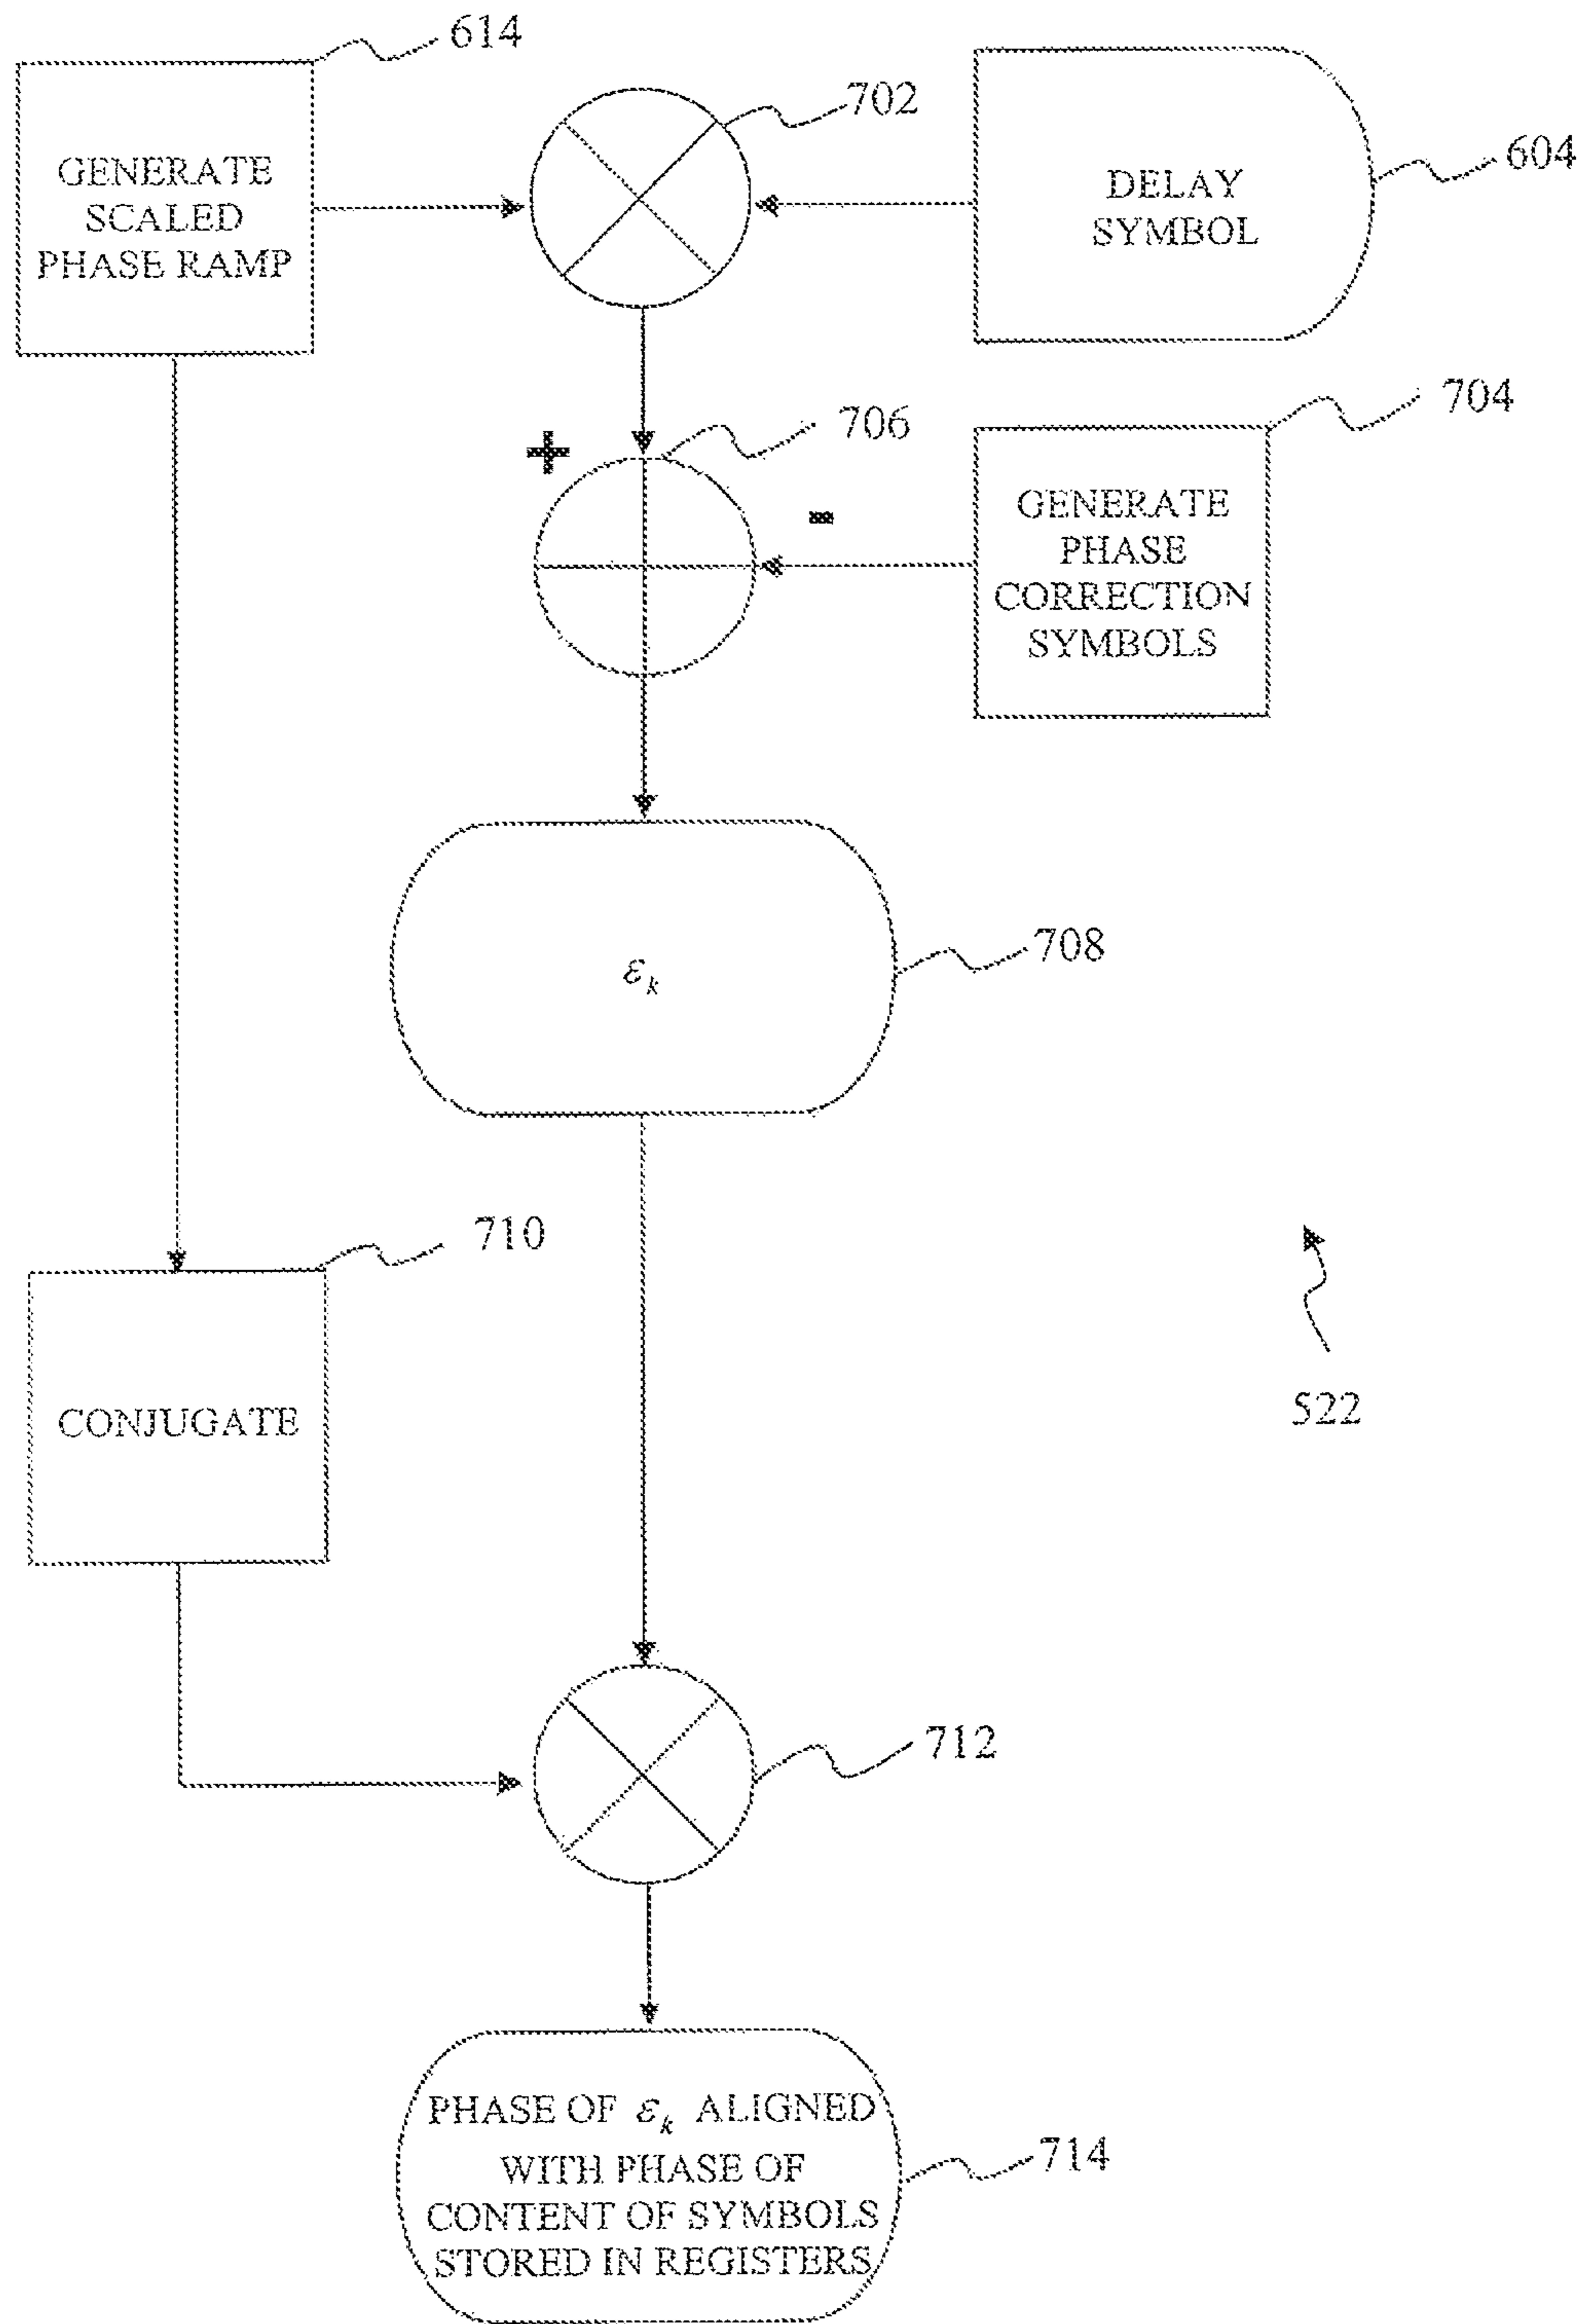 614
GENERATE
SCALED
PHASE RAMP
702
DELAY
SYMBOL
604
706
+
-
704
GENERATE
PHASE
CORRECTION
SYMBOLS
ε_k
708
710
CONJUGATE
522
712
PHASE OF ε_k ALIGNED
WITH PHASE OF
CONTENT OF SYMBOLS
STORED IN REGISTERS
714